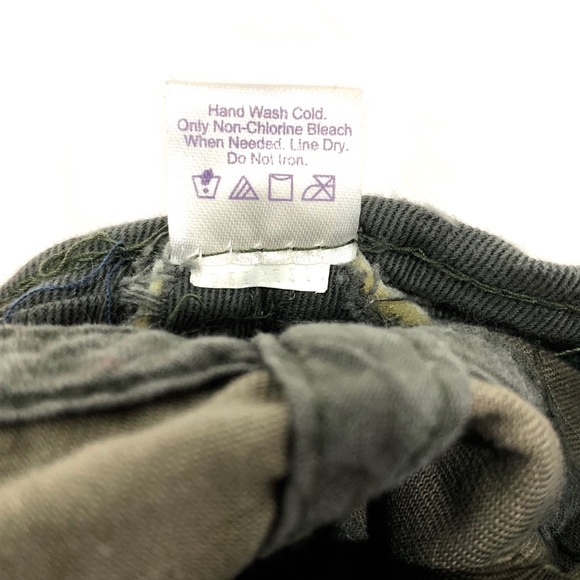 Hand Wash Cold.
Only Non-Chlorine Bleach
When Needed. Line Dry.
Do Not Iron.